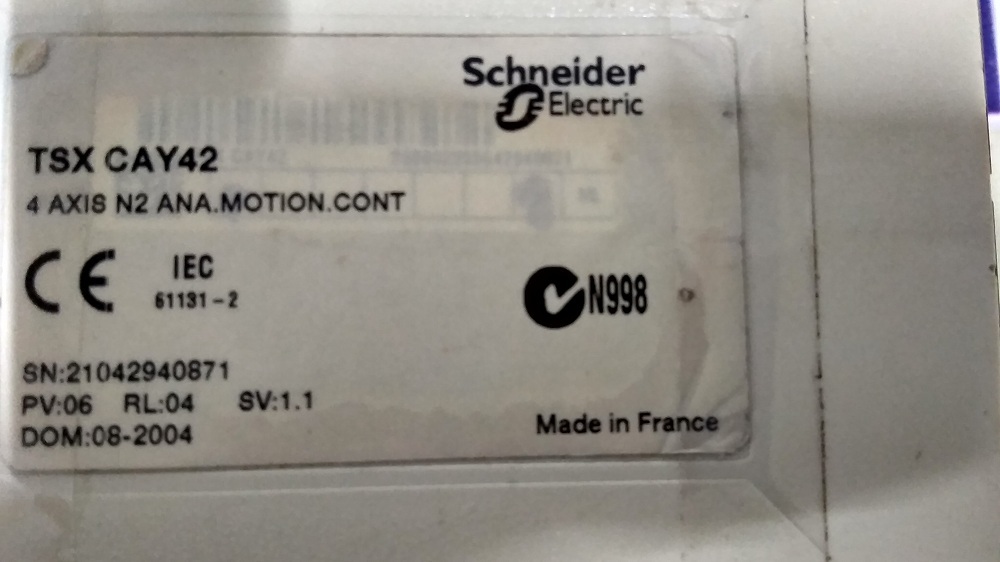 Schneider
Electric
TSX CAY42
4 AXIS N2 ANA.MOTION.CONT
CE IEC
61131-2
N998
SN:21042940871
PV:06 RL:04 SV:1.1
DOM:08-2004
Made in France